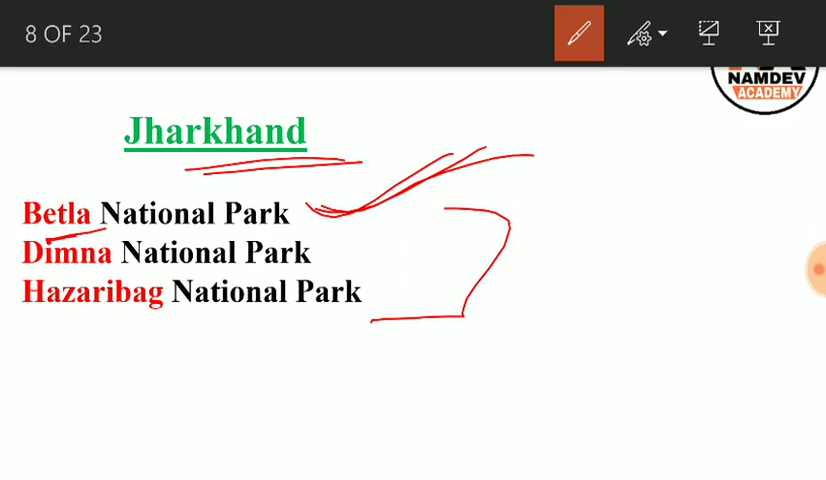 8 OF 23
NAMDEV
ACADEMY
Jharkhand
Betla National Park
Dimna National Park
Hazaribag National Park